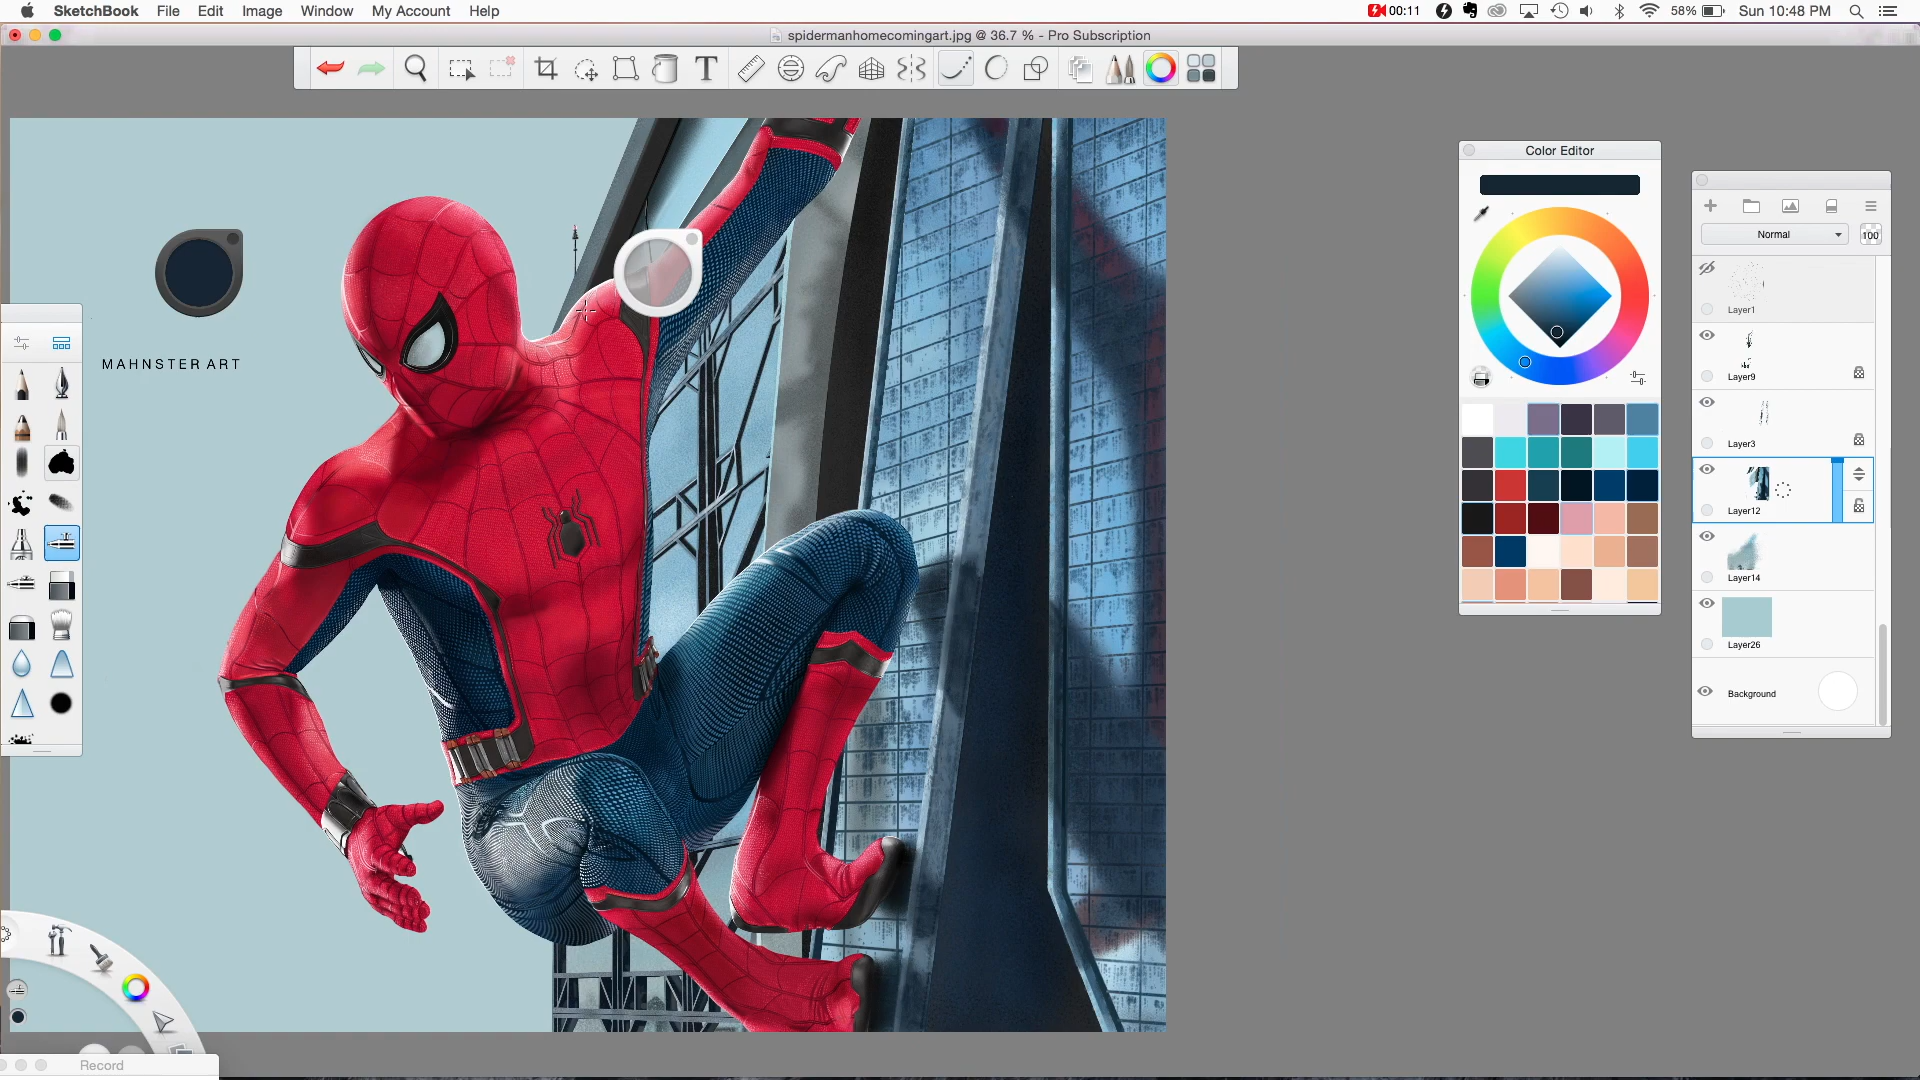 SketchBook File Edit Image Window My Account Help
00:11 58% Sun 10:48 PM
spidermanhomecomingart.jpg @ 36.7 % - Pro Subscription
T
Color Editor
Normal 100
Layer1
MAHNSTER ART
Layer9
Layer3
Layer12
Layer14
Layer26
Background
Record